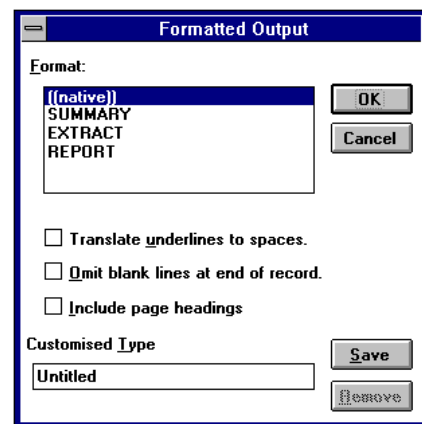 Formatted Output
Format:
((native))
SUMMARY
EXTRACT
REPORT
OK
Cancel
Translate underlines to spaces.
Omit blank lines at end of record.
Include page headings
Customised Type
Untitled
Save
Remove